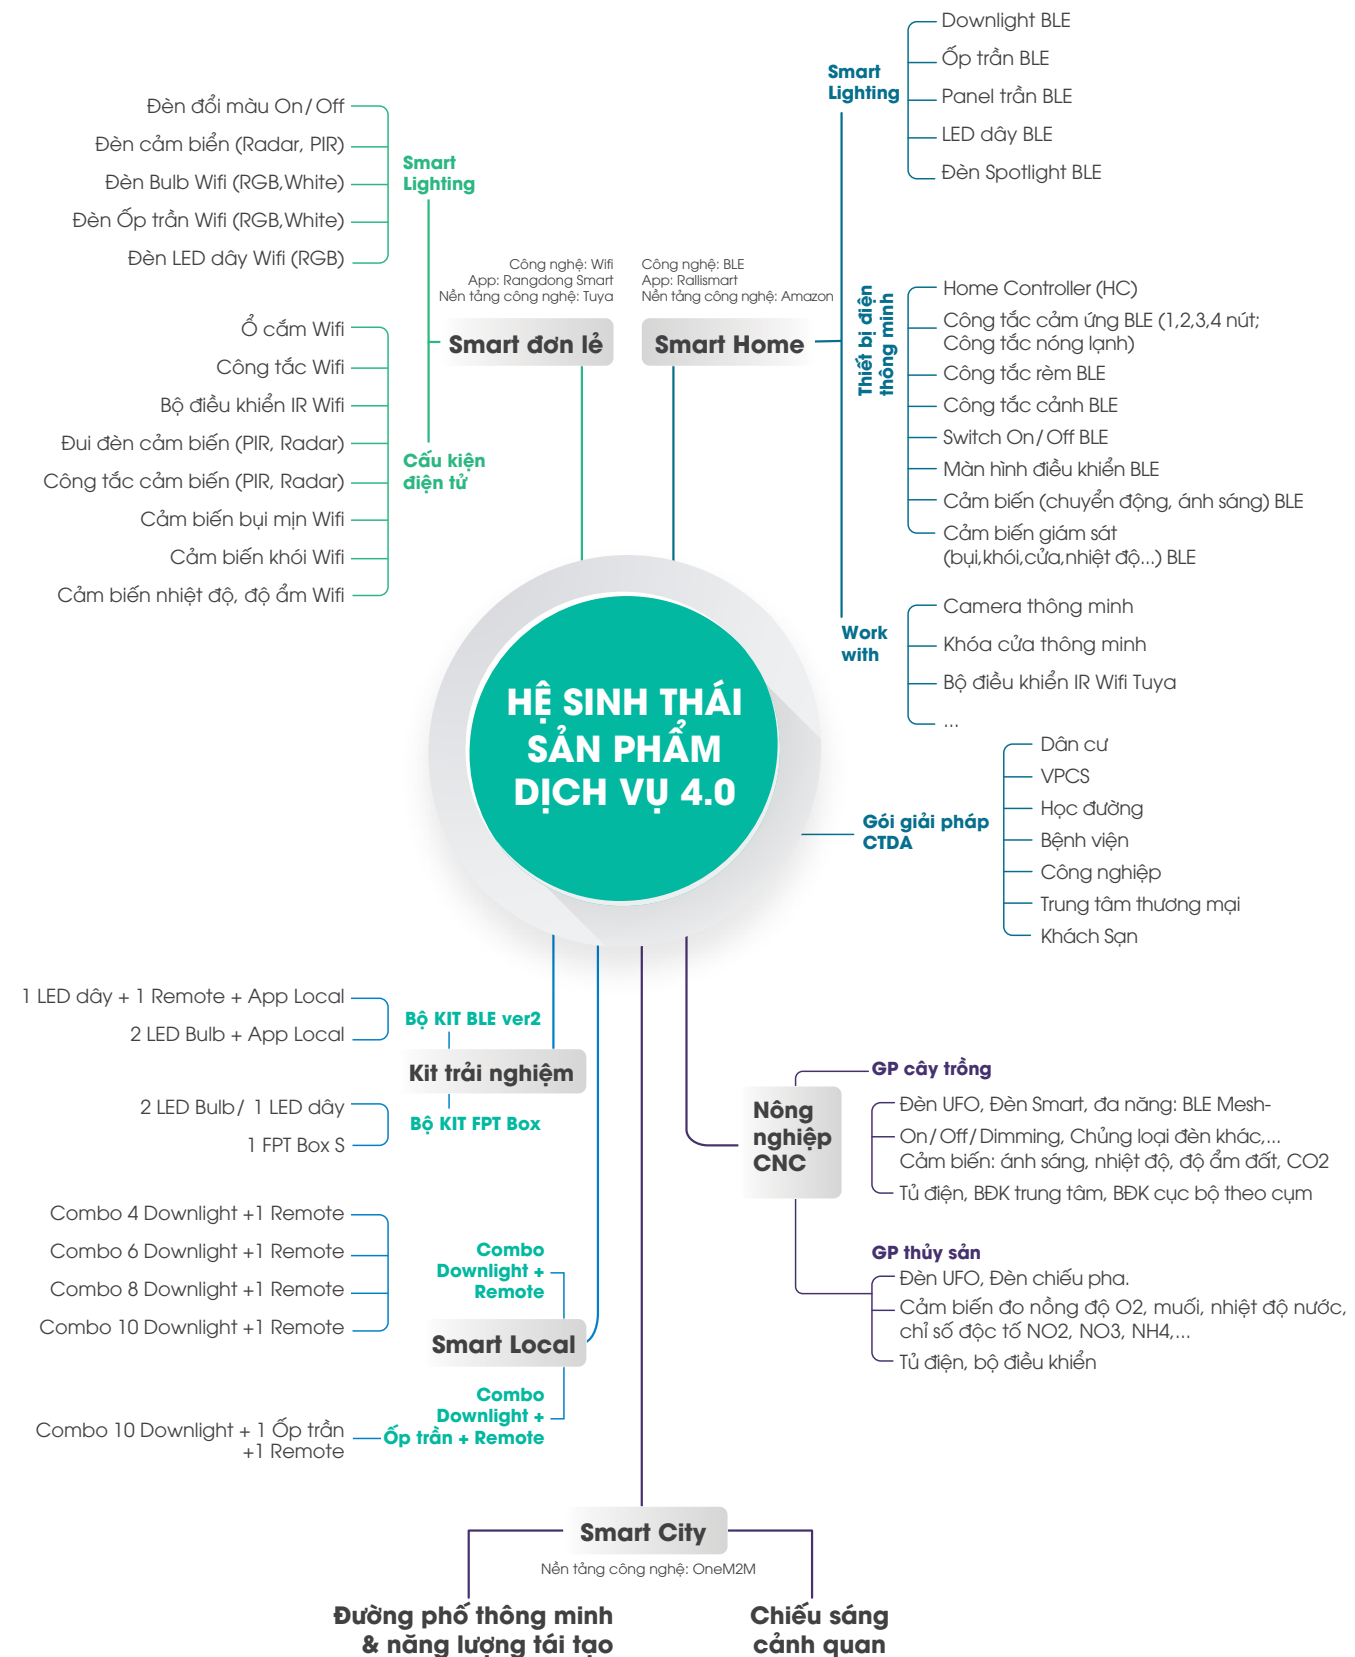 Đèn đổi màu On/Off
Đèn cảm biển (Radar, PIR)
Đèn Bulb Wifi (RGB,White)
Đèn Ốp trần Wifi (RGB,White)
Đèn LED dây Wifi (RGB)
Smart
Lighting
Ổ cắm Wifi
Công tắc Wifi
Bộ điều khiển IR Wifi
Đui đèn cảm biến (PIR, Radar)
Công tắc cảm biến (PIR, Radar)
Cảm biến bụi mịn Wifi
Cảm biến khói Wifi
Cảm biến nhiệt độ, độ ẩm Wifi
Cấu kiện
điện tử
Công nghệ: Wifi
App: Rangdong Smart
Nền tảng công nghệ: Tuya
Smart đơn lẻ
Công nghệ: BLE
App: Rallismart
Nền tảng công nghệ: Amazon
Smart Home
Smart
Lighting
Downlight BLE
Ốp trần BLE
Panel trần BLE
LED dây BLE
Đèn Spotlight BLE
Thiết bị điện
thông minh
Home Controller (HC)
Công tắc cảm ứng BLE (1,2,3,4 nút;
Công tắc nóng lạnh)
Công tắc rèm BLE
Công tắc cảnh BLE
Switch On/Off BLE
Màn hình điều khiển BLE
Cảm biến (chuyển động, ánh sáng) BLE
Cảm biến giám sát
(bụi,khói,cửa,nhiệt độ...) BLE
Work
with
Camera thông minh
Khóa cửa thông minh
Bộ điều khiển IR Wifi Tuya
...
HỆ SINH THÁI
SẢN PHẨM
DỊCH VỤ 4.0
Gói giải pháp
CTDA
Dân cư
VPCS
Học đường
Bệnh viện
Công nghiệp
Trung tâm thương mại
Khách Sạn
1 LED dây + 1 Remote + App Local
2 LED Bulb + App Local
Bộ KIT BLE ver2
Kit trải nghiệm
Bộ KIT FPT Box
2 LED Bulb/ 1 LED dây
1 FPT Box S
Combo 4 Downlight +1 Remote
Combo 6 Downlight +1 Remote
Combo 8 Downlight +1 Remote
Combo 10 Downlight +1 Remote
Combo
Downlight +
Remote
Smart Local
Combo
Downlight +
Ốp trần + Remote
Combo 10 Downlight + 1 Ốp trần
+1 Remote
Nông
nghiệp
CNC
GP cây trồng
Đèn UFO, Đèn Smart, đa năng: BLE Mesh-
On/Off/Dimming, Chủng loại đèn khác,...
Cảm biến: ánh sáng, nhiệt độ, độ ẩm đất, CO2
Tủ điện, BĐK trung tâm, BĐK cục bộ theo cụm
GP thủy sản
Đèn UFO, Đèn chiếu pha.
Cảm biến đo nồng độ O2, muối, nhiệt độ nước,
chỉ số độc tố NO2, NO3, NH4,...
Tủ điện, bộ điều khiển
Smart City
Nền tảng công nghệ: OneM2M
Đường phố thông minh
& năng lượng tái tạo
Chiếu sáng
cảnh quan